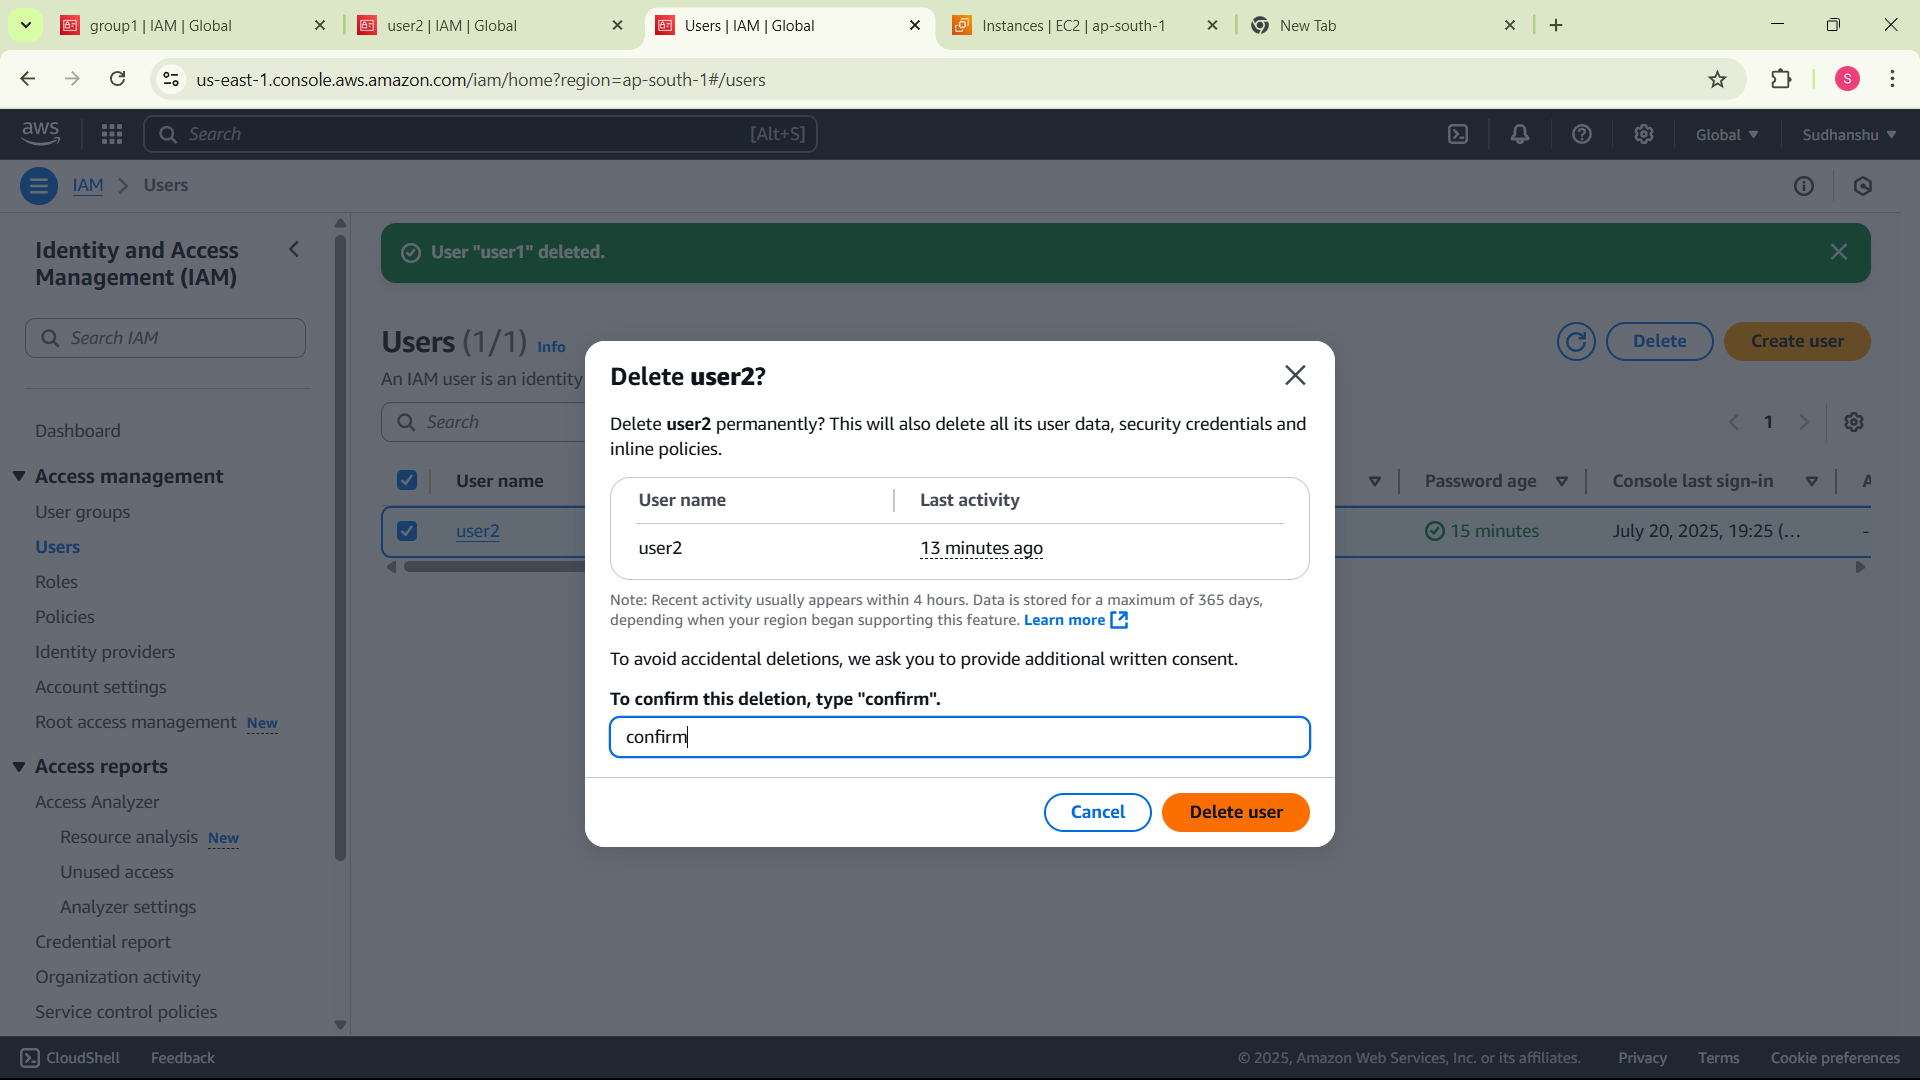 group1 | IAM | Global
user2 | IAM | Global
Users | IAM | Global
Instances | EC2 | ap-south-1
New Tab
us-east-1.console.aws.amazon.com/iam/home?region=ap-south-1#/users
S
aws
Search
[Alt+S]
Global
Sudhanshu
IAM
Users
Identity and Access
Management (IAM)
Search IAM
Dashboard
Access management
User groups
Users
Roles
Policies
Identity providers
Account settings
Root access management New
Access reports
Access Analyzer
Resource analysis New
Unused access
Analyzer settings
Credential report
Organization activity
Service control policies
User "user1" deleted.
Users (1/1) Info
Delete
Create user
An IAM user is an identity
Search
1
User name
Password age
Console last sign-in
A
user2
15 minutes
July 20, 2025, 19:25 (...
-
Delete user2?
Delete user2 permanently? This will also delete all its user data, security credentials and
inline policies.
User name
Last activity
user2
13 minutes ago
Note: Recent activity usually appears within 4 hours. Data is stored for a maximum of 365 days,
depending when your region began supporting this feature. Learn more
To avoid accidental deletions, we ask you to provide additional written consent.
To confirm this deletion, type "confirm".
confirm
Cancel
Delete user
CloudShell
Feedback
© 2025, Amazon Web Services, Inc. or its affiliates.
Privacy
Terms
Cookie preferences